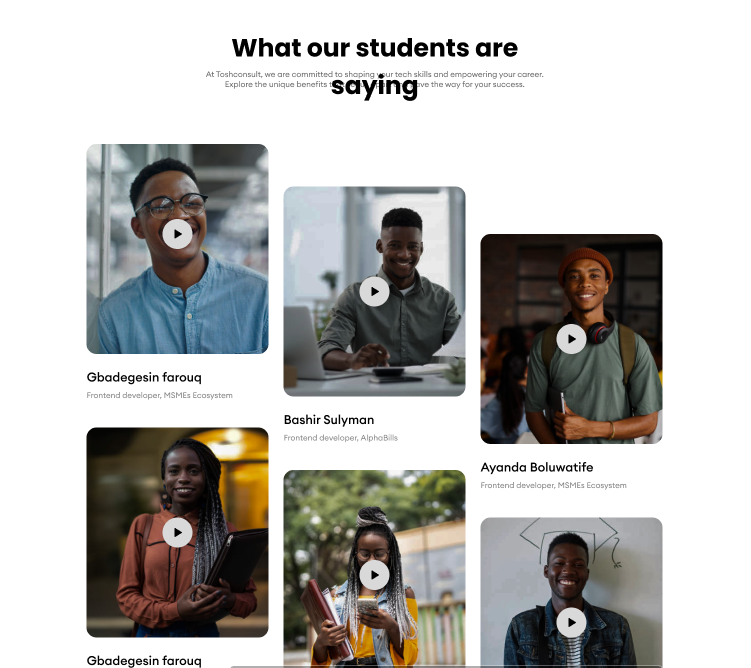 What our students are
saying
At Toshconsult, we are committed to shaping your tech skills and empowering your career.
Explore the unique benefits the way for your success.
Gbadegesin farouq
Frontend developer, MSMEs Ecosystem
Bashir Sulyman
Frontend developer, AlphaBills
Ayanda Boluwatife
Frontend developer, MSMEs Ecosystem
Gbadegesin farouq